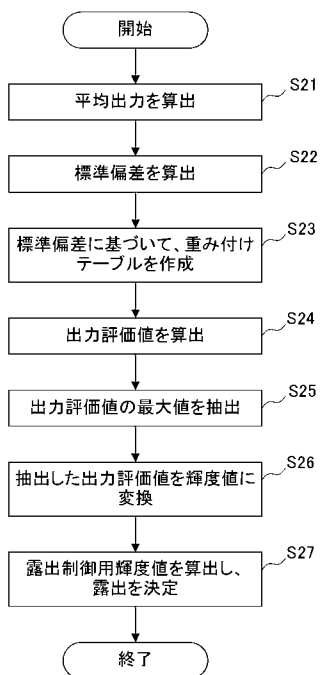 開始
平均出力を算出
S21
標準偏差を算出
S22
標準偏差に基づいて、重み付け
テーブルを作成
S23
出力評価値を算出
S24
出力評価値の最大値を抽出
S25
抽出した出力評価値を輝度値に
変換
S26
露出制御用輝度値を算出し、
露出を決定
S27
終了